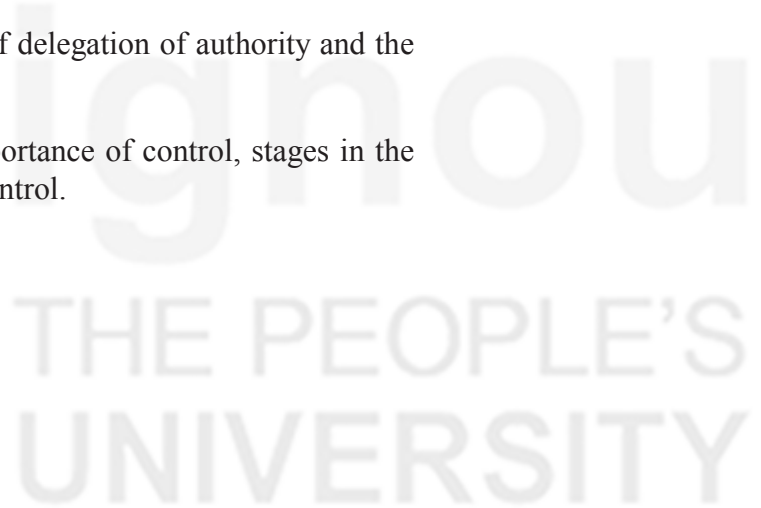 f delegation of authority and the
ortance of control, stages in the
ntrol.
ignou
THE PEOPLE'S
UNIVERSITY